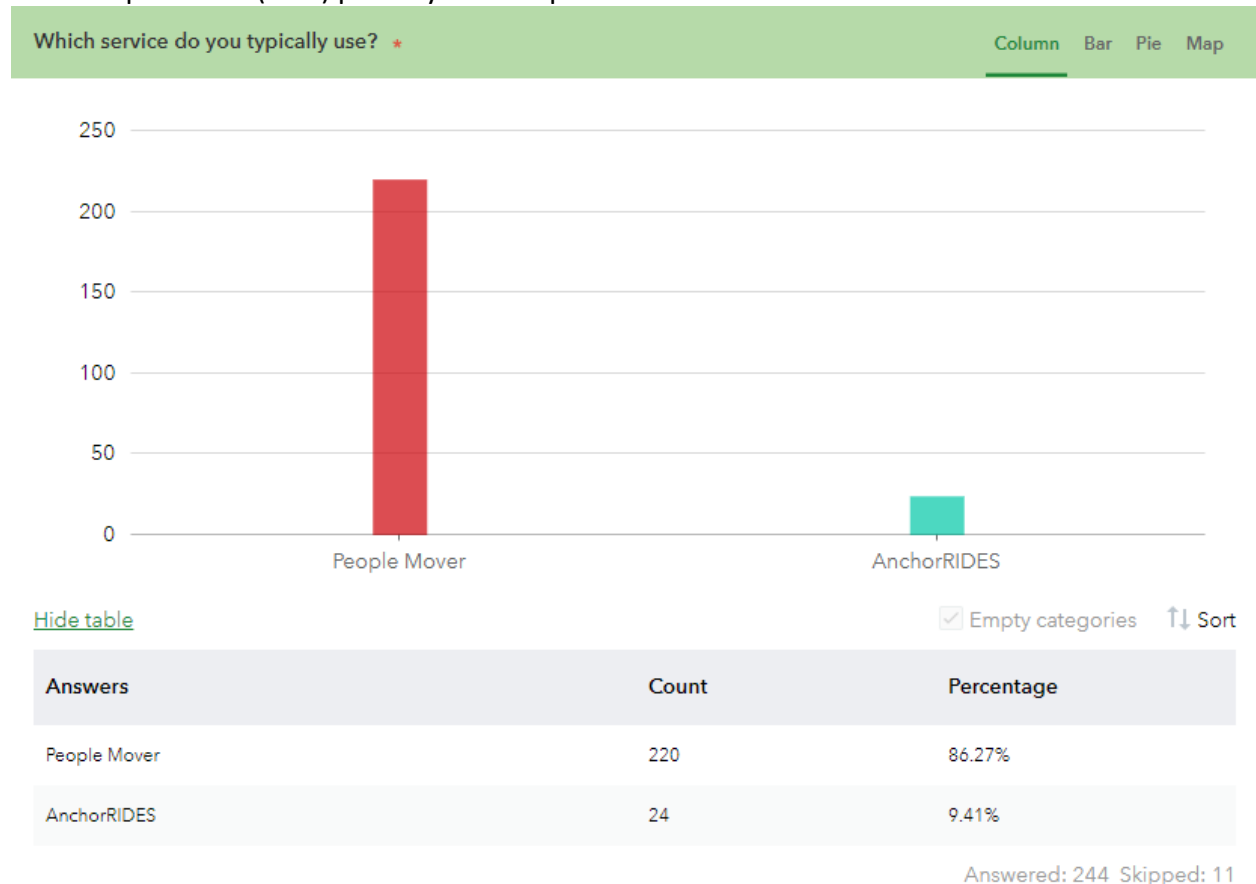 Which service do you typically use? *
Column Bar Pie Map
250
200
150
100
50
0
People Mover AnchorRIDES
Hide table Empty categories Sort
Answers Count Percentage
People Mover 220 86.27%
AnchorRIDES 24 9.41%
Answered: 244 Skipped: 11